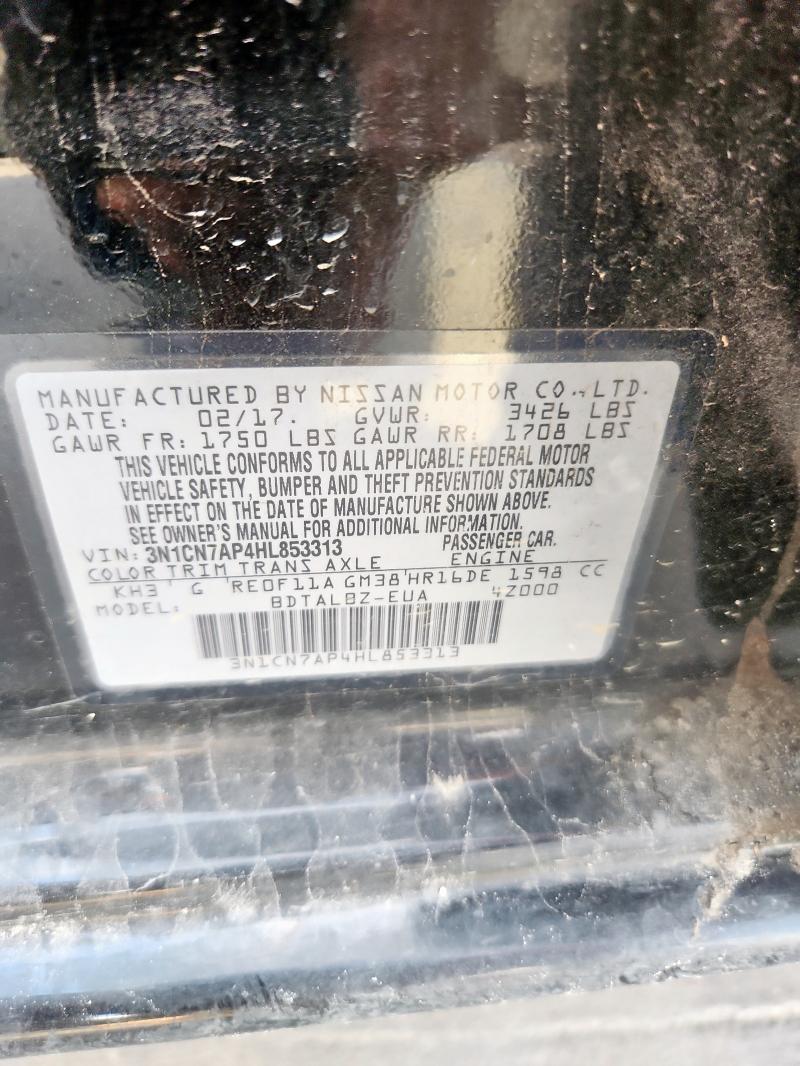 MANUFACTURED BY NISSAN MOTOR CO., LTD.
DATE: 02/17. GVWR: 3426 LBS
GAWR FR: 1750 LBS GAWR RR: 1708 LBS
THIS VEHICLE CONFORMS TO ALL APPLICABLE FEDERAL MOTOR
VEHICLE SAFETY, BUMPER AND THEFT PREVENTION STANDARDS
IN EFFECT ON THE DATE OF MANUFACTURE SHOWN ABOVE.
SEE OWNER'S MANUAL FOR ADDITIONAL INFORMATION.
VIN: 3N1CN7AP4HL853313 PASSENGER CAR.
COLOR TRIM TRANS AXLE ENGINE
KH3 G RE0F11A GM38 HR16DE 1598 CC
MODEL: BDTALBZ-EUA 4Z000
3N1CN7AP4HL853313